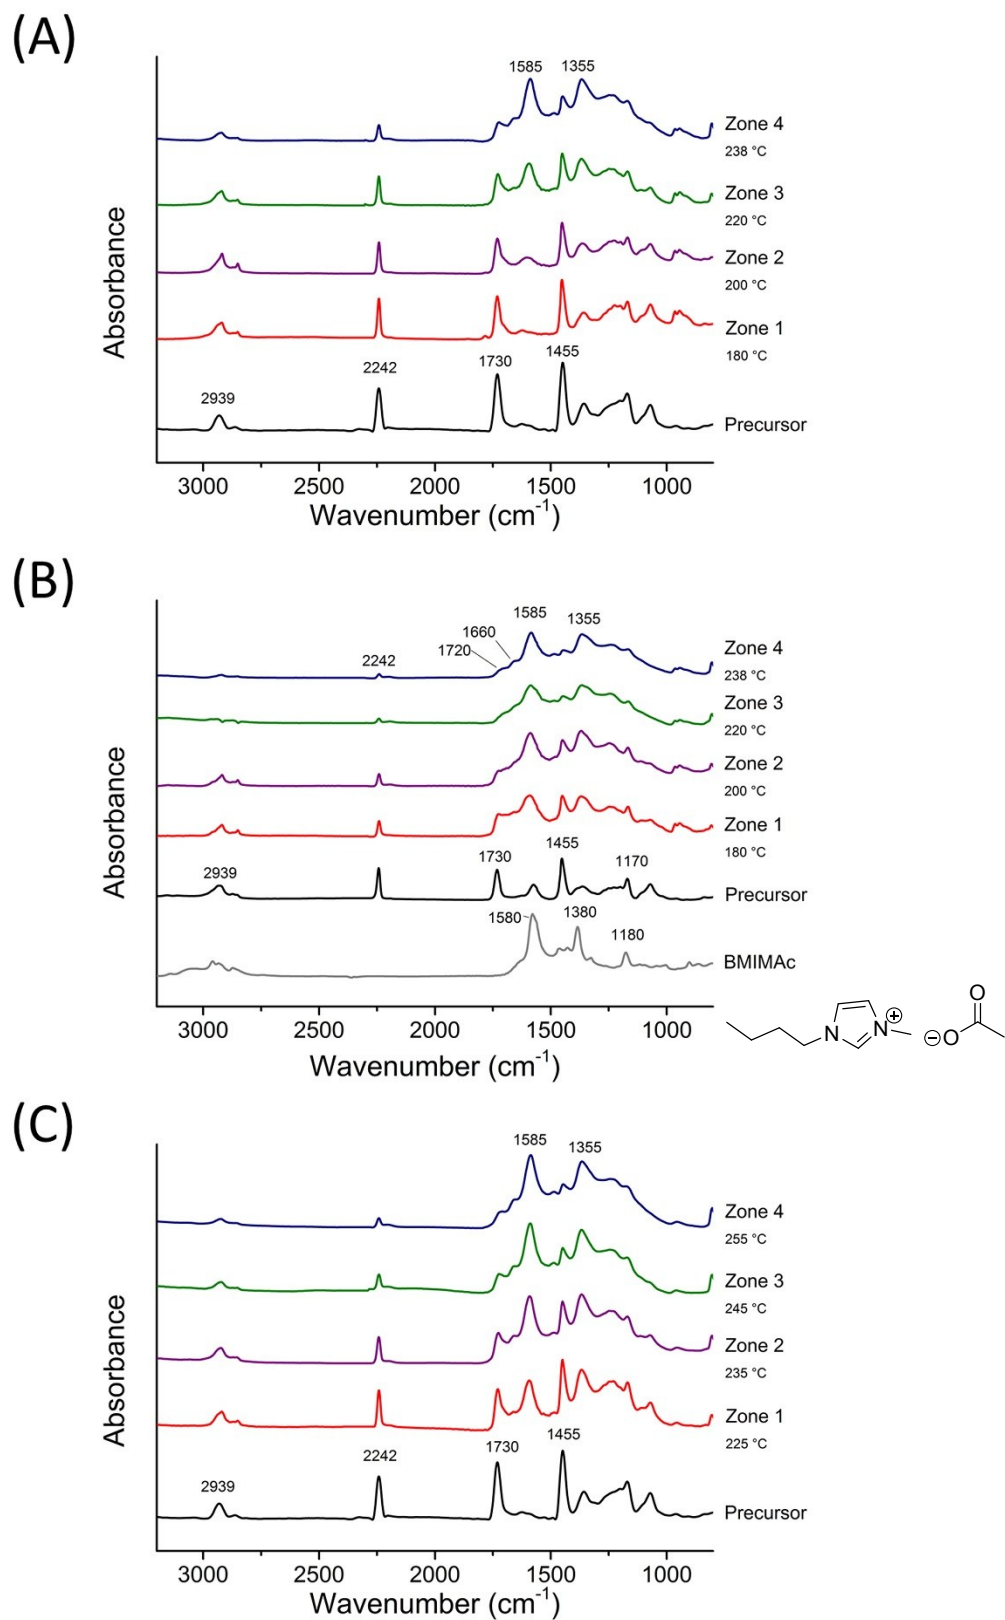 (A)
1585 1355
Zone 4
238 °C
Zone 3
220 °C
Zone 2
200 °C
Zone 1
180 °C
2939 2242 1730 1455
Precursor
Absorbance
3000 2500 2000 1500 1000
Wavenumber (cm-1)
(B)
1585 1355
1660
1720
2242
Zone 4
238 °C
Zone 3
220 °C
Zone 2
200 °C
Zone 1
180 °C
2939 1730 1455 1170
Precursor
1580 1380 1180
BMIMAc
Absorbance
3000 2500 2000 1500 1000
Wavenumber (cm-1)
N N + - O O
(C)
1585 1355
Zone 4
255 °C
Zone 3
245 °C
Zone 2
235 °C
Zone 1
225 °C
2939 2242 1730 1455
Precursor
Absorbance
3000 2500 2000 1500 1000
Wavenumber (cm-1)